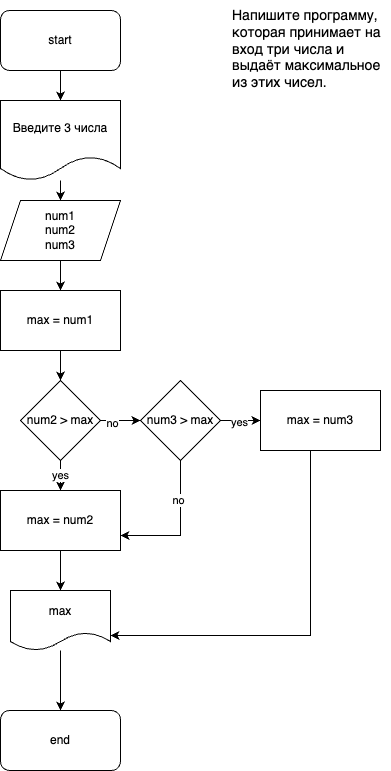 start
Напишите программу,
которая принимает на
вход три числа и
выдаёт максимальное
из этих чисел.
Введите 3 числа
num1
num2
num3
max = num1
num2 > max
no
num3 > max
yes
max = num3
yes
no
max = num2
max
end